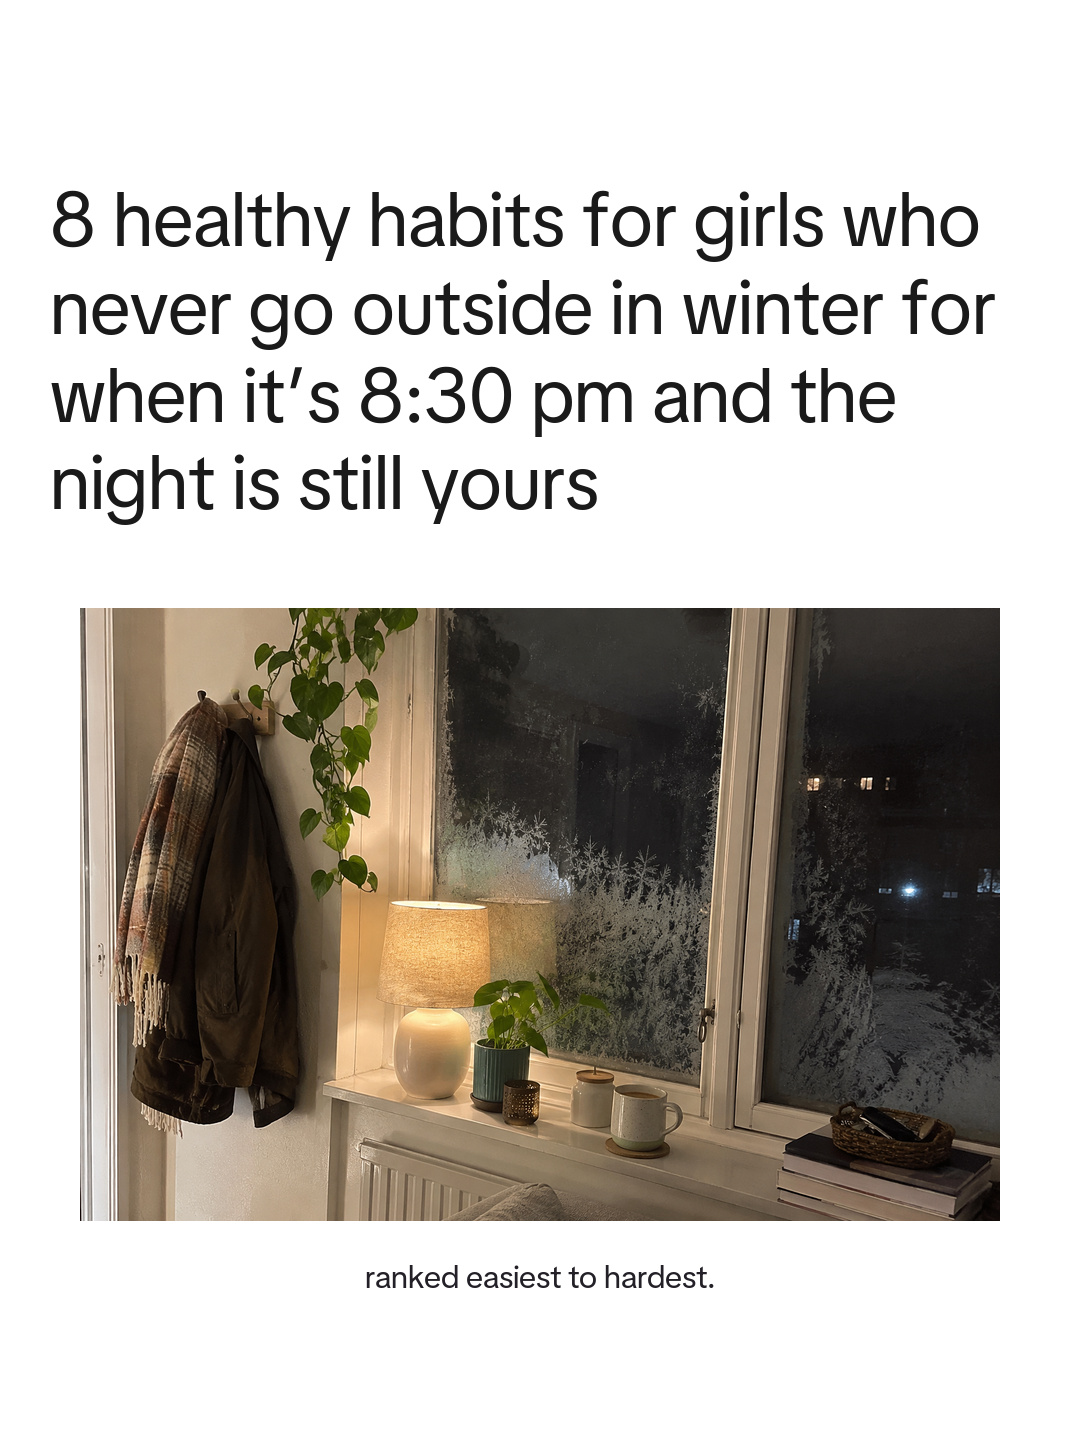 8 healthy habits for girls who
never go outside in winter for
when it’s 8:30 pm and the
night is still yours
ranked easiest to hardest.